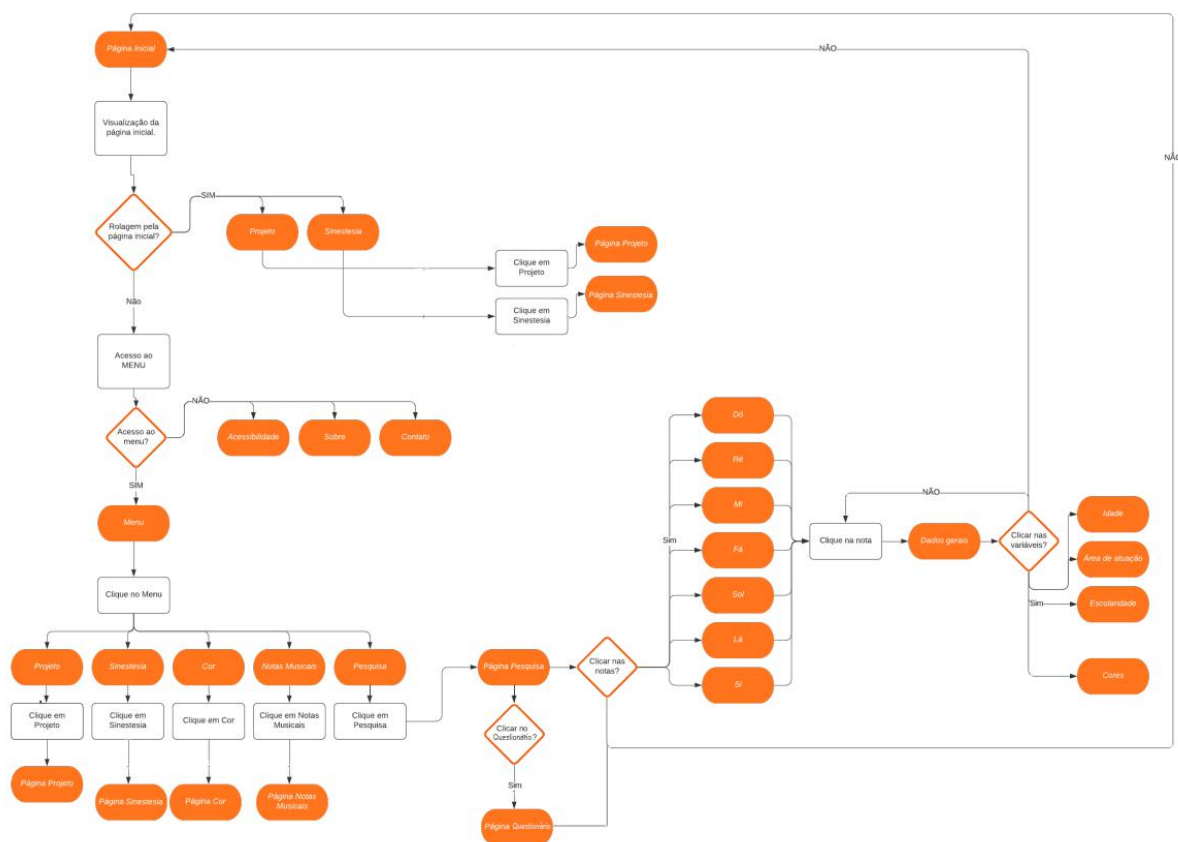 Página Inicial
NÃO
Visualização da
página inicial.
NÃO
SIM
Rolagem pela
página inicial?
Projeto
Sinestesia
Clique em
Projeto
Página Projeto
Clique em
Sinestesia
Página Sinestesia
Não
Acesso ao
MENU
NÃO
Acesso ao
menu?
Acessibilidade
Sobre
Contato
SIM
Menu
Clique no Menu
Dó
Ré
Mi
Fá
Sol
Lá
Si
Sim
NÃO
Clique na nota
Dados gerais
Clicar nas
variáveis?
Idade
Área de atuação
Sim
Escolaridade
Cores
Projeto
Sinestesia
Cor
Notas Musicais
Pesquisa
Página Pesquisa
Clicar nas
notas?
Clique em
Projeto
Clique em
Sinestesia
Clique em Cor
Clique em Notas
Musicais
Clique em
Pesquisa
Clicar no
Questionário?
Sim
Página Projeto
Página Sinestesia
Página Cor
Página Notas
Musicais
Página Questionário